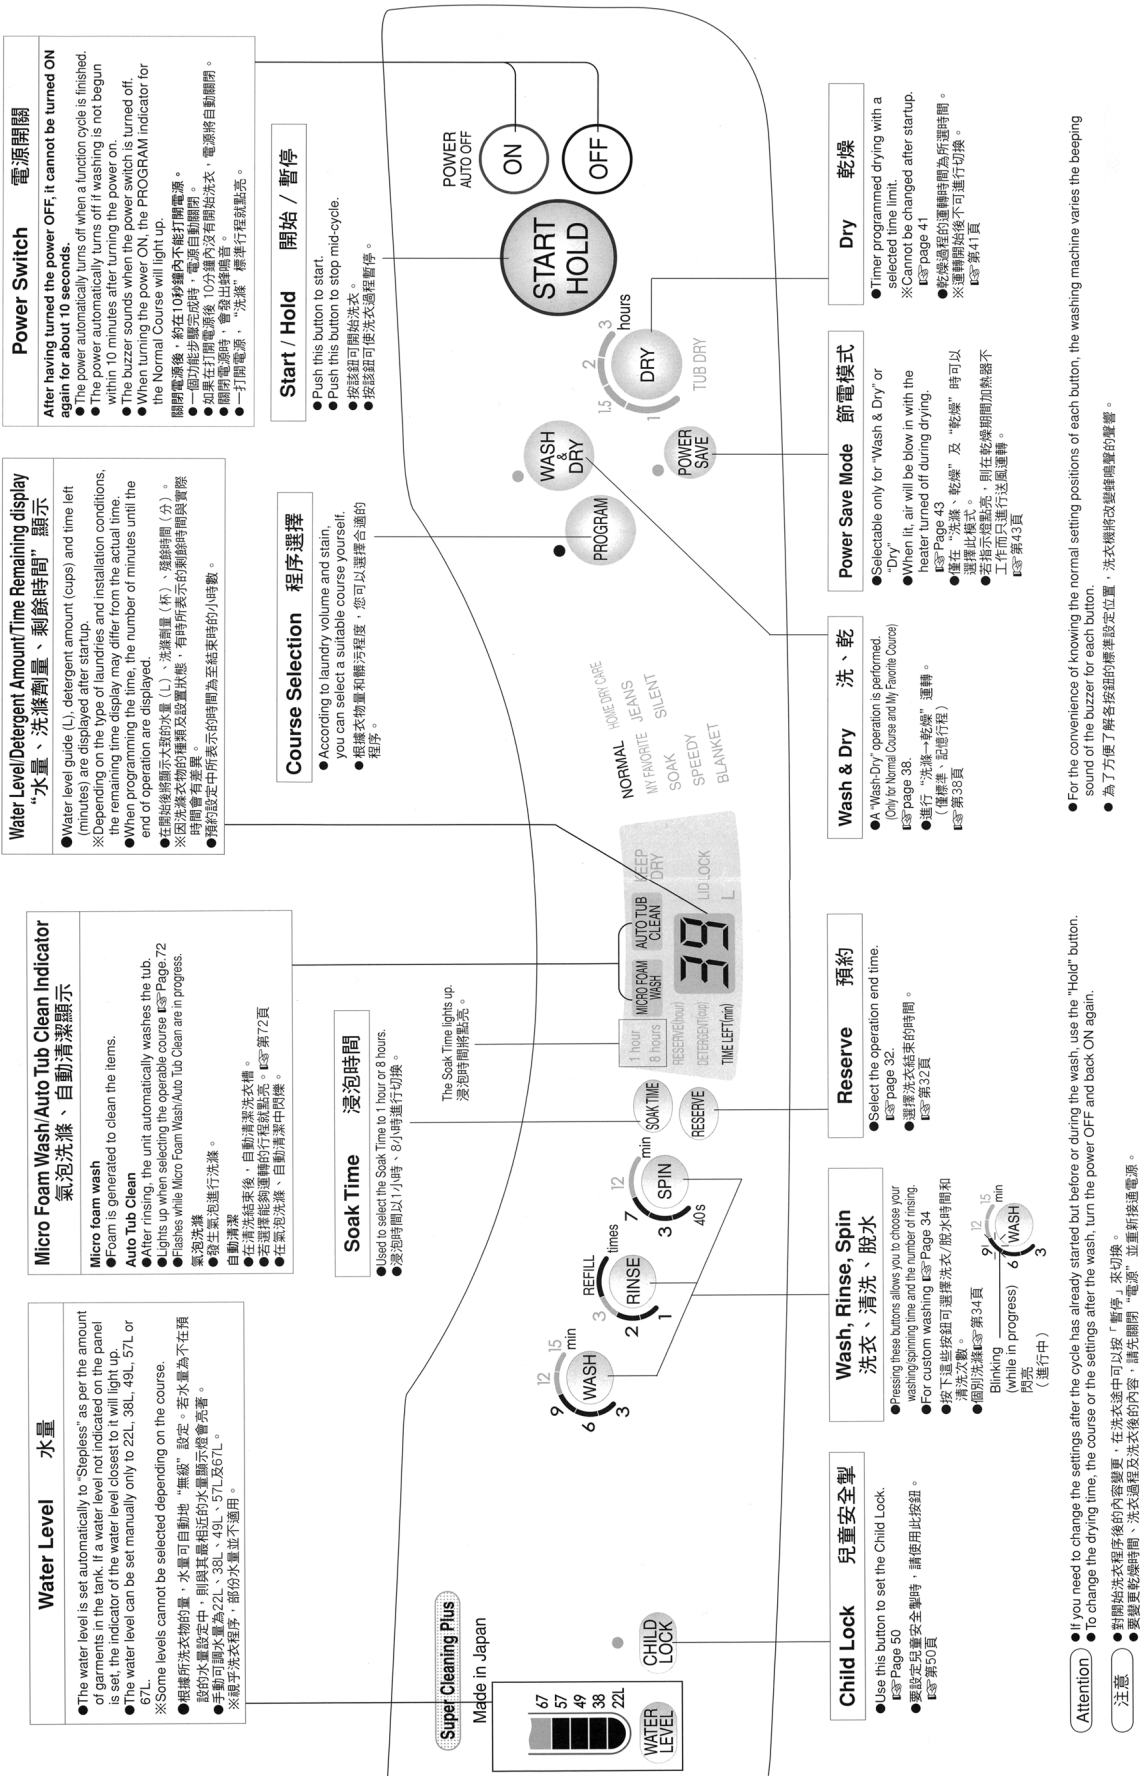 Water Level 水量
●The water level is set automatically to “Stepless” as per the amount
of garments in the tank. If a water level not indicated on the panel
is set, the indicator of the water level closest to it will light up.
●The water level can be set manually only to 22L, 38L, 49L, 57L or
67L.
※Some levels cannot be selected depending on the course.
●根據所洗衣物的量，水量可自動地“無級”設定。若水量為不在預
設的水量設定中，則與其最相近的水量顯示燈會亮著。
●手動可調水量為22L、38L、49L、57L及67L。
※視乎洗衣程序，部份水量並不適用。
Micro Foam Wash/Auto Tub Clean Indicator
氣泡洗滌、自動清潔顯示
Micro foam wash
●Foam is generated to clean the items.
Auto Tub Clean
●After rinsing, the unit automatically washes the tub.
●Lights up when selecting the operable course ☞Page.72
●Flashes while Micro Foam Wash/Auto Tub Clean are in progress.
氣泡洗滌
●發生氣泡進行洗滌。
自動清潔
●在清洗結束後，自動清潔洗衣槽。
●若選擇能夠運轉的行程就點亮。☞第72頁
●在氣泡洗滌、自動清潔中閃爍。
Water Level/Detergent Amount/Time Remaining display
“水量、洗滌劑量、剩餘時間”顯示
●Water level guide (L), detergent amount (cups) and time left
(minutes) are displayed after startup.
※Depending on the type of laundries and installation conditions,
the remaining time display may differ from the actual time.
●When programming the time, the number of minutes until the
end of operation are displayed.
●在開始後將顯示大致的水量（L）、洗滌劑量（杯）、殘餘時間（分）。
※因洗滌衣物的種類及設置狀態，有時所表示的剩餘時間與實際
時間會有差異。
●預約設定中所表示的時間為至結束時的小時數。
Power Switch 電源開關
After having turned the power OFF, it cannot be turned ON
again for about 10 seconds.
●The power automatically turns off when a function cycle is finished.
●The power automatically turns off if washing is not begun
within 10 minutes after turning the power on.
●The buzzer sounds when the power switch is turned off.
●When turning the power ON, the PROGRAM indicator for
the Normal Course will light up.
關閉電源後，約在10秒鐘內不能打開電源。
●一個功能步驟完成時，電源自動關閉。
●如果在打開電源後 10分鐘內沒有開始洗衣，電源將自動關閉。
●關閉電源時，會發出蜂鳴音。
●一打開電源，“洗滌”標準行程就點亮。
Soak Time 浸泡時間
●Used to select the Soak Time to 1 hour or 8 hours.
●浸泡時間以1小時、8小時進行切換。
The Soak Time lights up.
浸泡時間將點亮。
Course Selection 程序選擇
●According to laundry volume and stain,
you can select a suitable course yourself.
●根據衣物量和髒污程度，您可以選擇合適的
程序。
Start / Hold 開始 / 暫停
●Push this button to start.
●Push this button to stop mid-cycle.
●按該鈕可開始洗衣。
●按該鈕可使洗衣過程暫停。
Super Cleaning Plus
Made in Japan
67
57
49
38
22L
WATER
LEVEL
CHILD
LOCK
WASH
3
6
9
12
15
min
RINSE
1
2
3
REFILL
times
SPIN
40S
3
7
12
min
SOAK TIME
RESERVE
1 hour
8 hours
MICRO FOAM
WASH
AUTO TUB
CLEAN
KEEP
DRY
RESERVE(hour)
DETERGENT(cup)
TIME LEFT(min)
39
LID LOCK
L
NORMAL HOME DRY CARE
MY FAVORITE JEANS
SOAK SILENT
SPEEDY
BLANKET
PROGRAM
WASH
&
DRY
POWER
SAVE
DRY
1
1.5
2
3
hours
TUB DRY
START
HOLD
POWER
AUTO OFF
ON
OFF
Child Lock 兒童安全掣
●Use this button to set the Child Lock.
☞Page 50
●要設定兒童安全掣時，請使用此按鈕。
☞第50頁
Wash, Rinse, Spin
洗衣、清洗、脫水
●Pressing these buttons allows you to choose your
washing/spinning time and the number of rinsing.
●For custom washing ☞Page 34
●按下這些按鈕可選擇洗衣/脫水時間和
清洗次數。
●個別洗滌☞第34頁
Blinking
(while in progress)
閃亮
（進行中）
WASH
3
6
9
12
15
min
Reserve 預約
●Select the operation end time.
☞page 32.
●選擇洗衣結束的時間。
☞第32頁
Wash & Dry 洗、乾
●A “Wash-Dry” operation is performed.
(Only for Normal Course and My Favorite Cource)
☞page 38.
●進行“洗滌→乾燥”運轉。
（僅標準、記憶行程）
☞第38頁
Power Save Mode 節電模式
●Selectable only for “Wash & Dry” or
“Dry”
●When lit, air will be blow in with the
heater turned off during drying.
☞Page 43
●僅在“洗滌、乾燥”及“乾燥”時可以
選擇此模式。
●若指示燈點亮，則在乾燥期間加熱器不
工作而只進行送風運轉。
☞第43頁
Dry 乾燥
●Timer programmed drying with a
selected time limit.
※Cannot be changed after startup.
☞page 41
●乾燥過程的運轉時間為所選時間。
※運轉開始後不可進行切換。
☞第41頁
Attention
●If you need to change the settings after the cycle has already started but before or during the wash, use the "Hold" button.
●To change the drying time, the course or the settings after the wash, turn the power OFF and back ON again.
注意
●對開始洗衣程序後的內容變更，在洗衣途中可以按「暫停」來切換。
●要變更乾燥時間、洗衣過程及洗衣後的內容，請先關閉“電源”並重新接通電源。
●For the convenience of knowing the normal setting positions of each button, the washing machine varies the beeping
sound of the buzzer for each button.
●為了方便了解各按鈕的標準設定位置，洗衣機將改變蜂鳴聲的聲響。